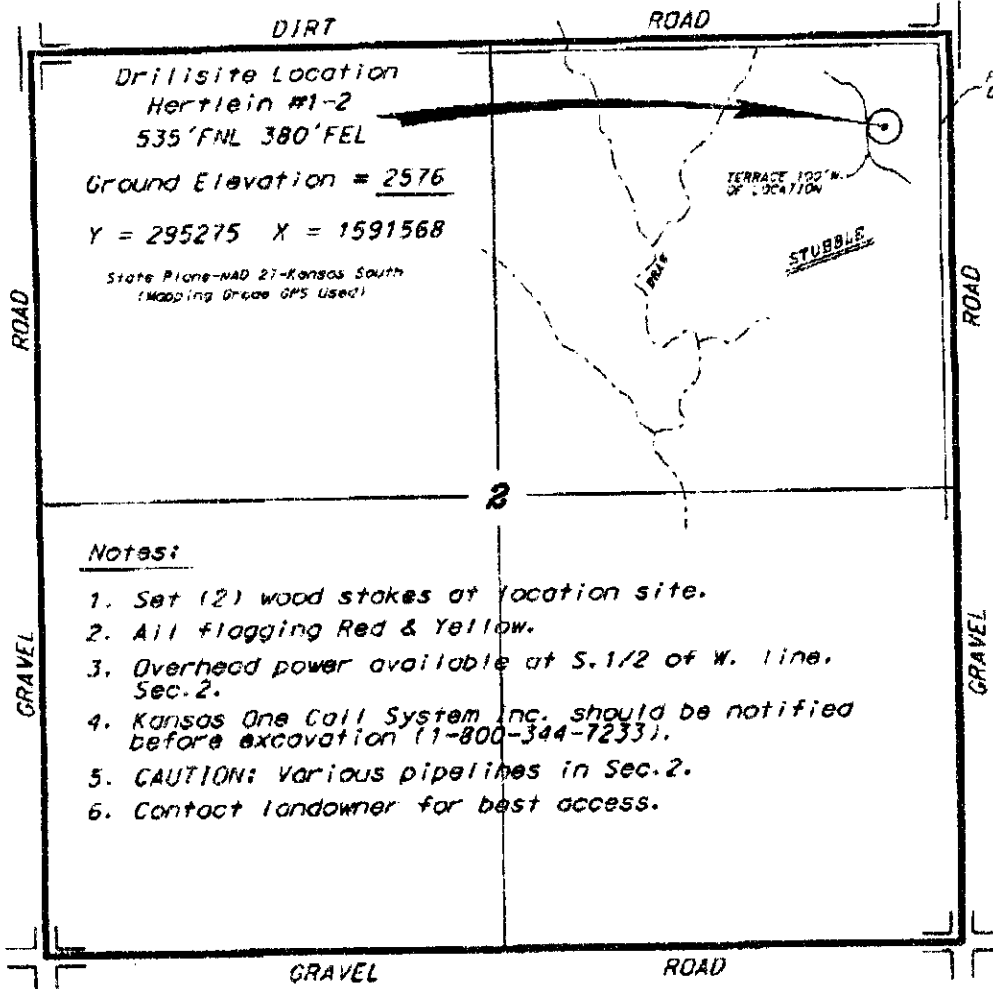 DIRT ROAD
Drillsite Location
Hertlein #1-2
535'FNL 380'FEL
Ground Elevation = 2576
Y = 295275 X = 1591568
State Plane-NAD 27-Kansas South
(Mapping Grade GPS Used)
TERRACE 100'W.
OF LOCATION
STUBBLE
DRAW
ROAD
GRAVEL
ROAD
GRAVEL
2
Notes:
1. Set (2) wood stakes at location site.
2. All flagging Red & Yellow.
3. Overhead power available at S.1/2 of W. line,
Sec.2.
4. Kansas One Call System Inc. should be notified
before excavation (1-800-344-7233).
5. CAUTION: Various pipelines in Sec.2.
6. Contact landowner for best access.
GRAVEL ROAD